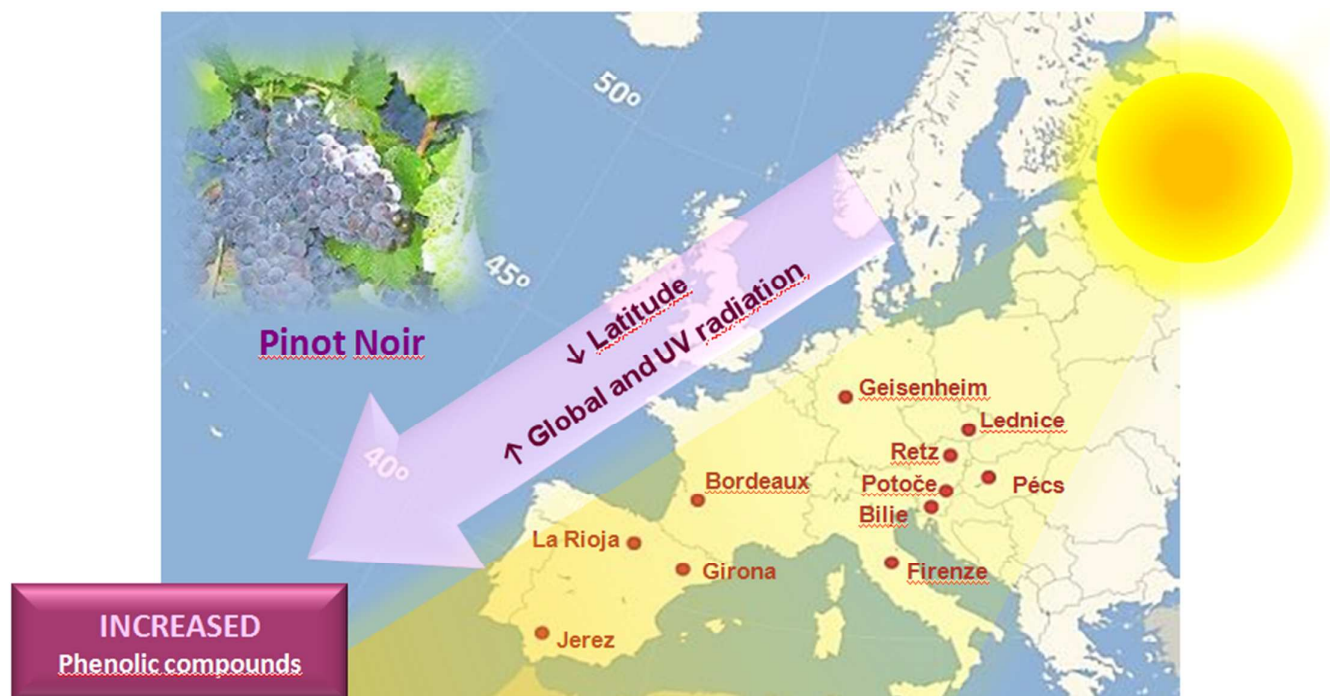 50º
45º
Pinot Noir
↓ Latitude
↑ Global and UV radiation
40º
Geisenheim
Lednice
Retz
Bordeaux
Potoče
Pécs
Bilje
La Rioja
Girona
Firenze
Jerez
INCREASED
Phenolic compounds